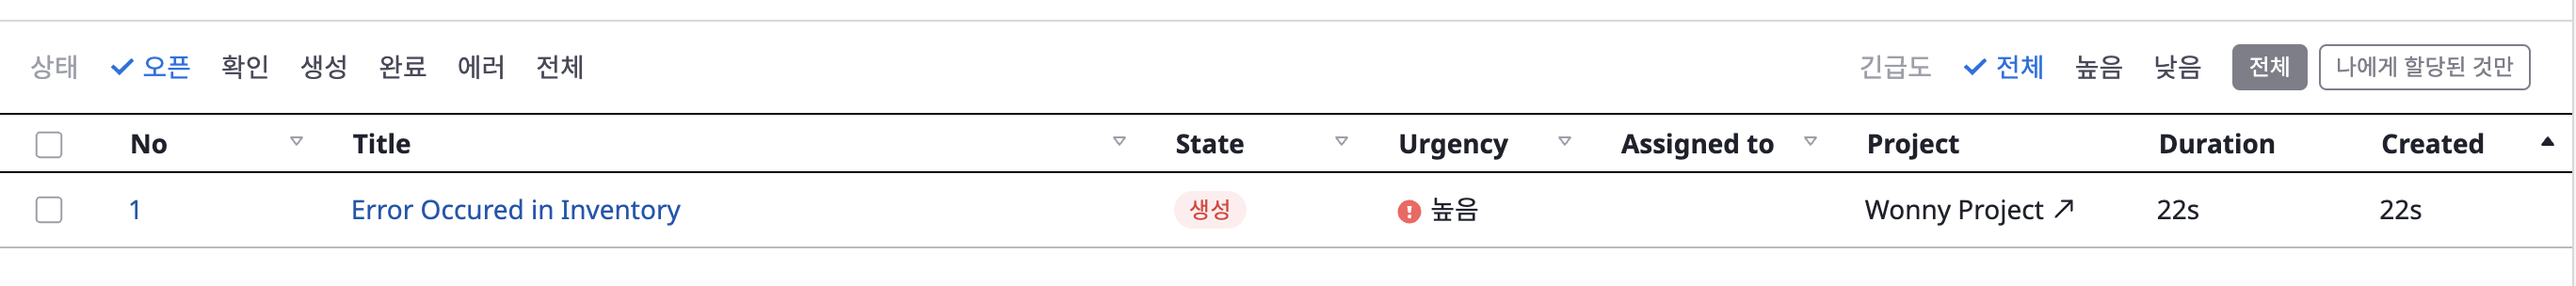 상태 오픈 확인 생성 완료 에러 전체 긴급도 전체 높음 낮음 전체 나에게 할당된 것만
No Title State Urgency Assigned to Project Duration Created
1 Error Occured in Inventory 생성 높음 Wonny Project 22s 22s